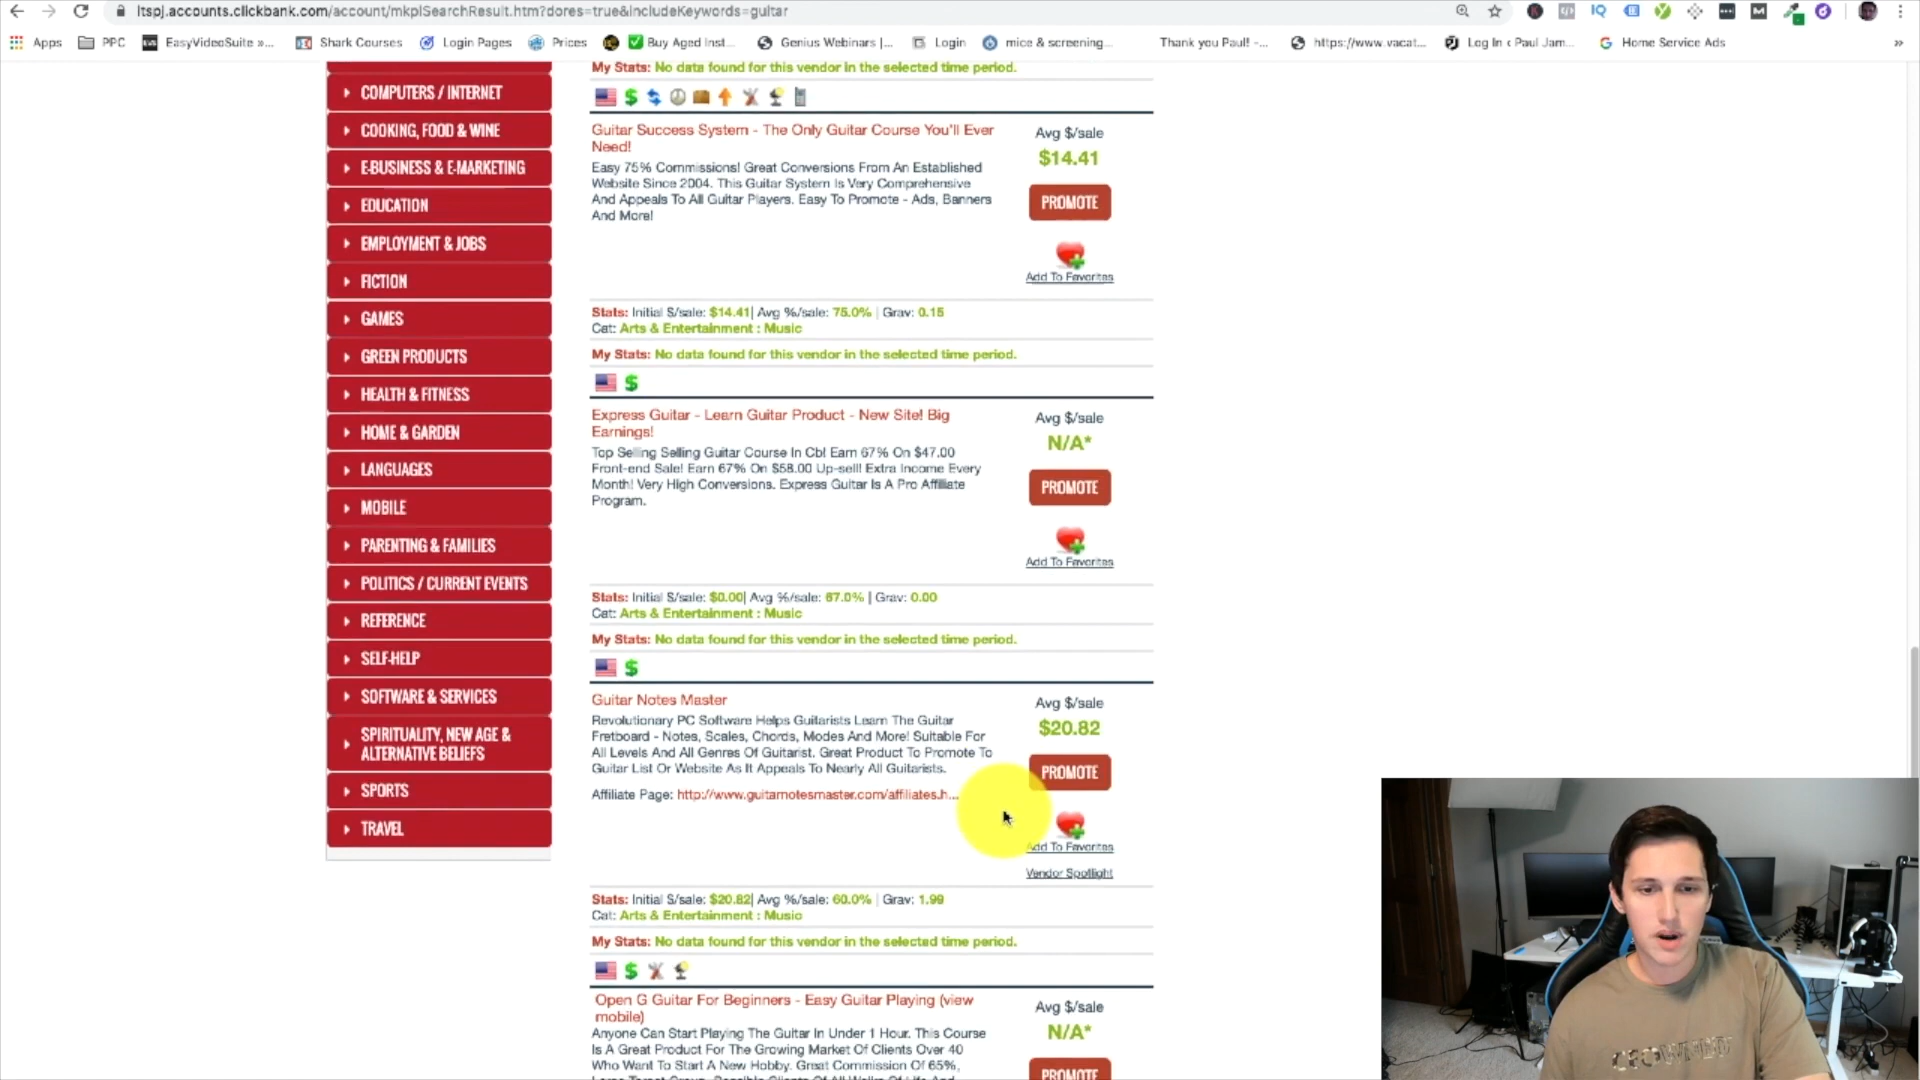 itspj.accounts.clickbank.com/account/mkplSearchResult.htm?dores=true&includeKeywords=guitar
Apps PPC EasyVideoSuite »... Shark Courses Login Pages Prices Buy Aged Inst... Genius Webinars |... Login mice & screening... Thank you Paul! –... https://www.vacat... Log In ‹ Paul Jam... Home Service Ads »
COMPUTERS / INTERNET
COOKING, FOOD & WINE
E-BUSINESS & E-MARKETING
EDUCATION
EMPLOYMENT & JOBS
FICTION
GAMES
GREEN PRODUCTS
HEALTH & FITNESS
HOME & GARDEN
LANGUAGES
MOBILE
PARENTING & FAMILIES
POLITICS / CURRENT EVENTS
REFERENCE
SELF-HELP
SOFTWARE & SERVICES
SPIRITUALITY, NEW AGE &
ALTERNATIVE BELIEFS
SPORTS
TRAVEL
My Stats: No data found for this vendor in the selected time period.
Guitar Success System - The Only Guitar Course You'll Ever
Need!
Easy 75% Commissions! Great Conversions From An Established
Website Since 2004. This Guitar System Is Very Comprehensive
And Appeals To All Guitar Players. Easy To Promote - Ads, Banners
And More!
Avg $/sale
$14.41
PROMOTE
Add To Favorites
Stats: Initial $/sale: $14.41| Avg %/sale: 75.0% | Grav: 0.15
Cat: Arts & Entertainment : Music
My Stats: No data found for this vendor in the selected time period.
Express Guitar - Learn Guitar Product - New Site! Big
Earnings!
Top Selling Selling Guitar Course In Cb! Earn 67% On $47.00
Front-end Sale! Earn 67% On $58.00 Up-sell! Extra Income Every
Month! Very High Conversions. Express Guitar Is A Pro Affiliate
Program.
Avg $/sale
N/A*
PROMOTE
Add To Favorites
Stats: Initial $/sale: $0.00| Avg %/sale: 67.0% | Grav: 0.00
Cat: Arts & Entertainment : Music
My Stats: No data found for this vendor in the selected time period.
Guitar Notes Master
Revolutionary PC Software Helps Guitarists Learn The Guitar
Fretboard - Notes, Scales, Chords, Modes And More! Suitable For
All Levels And All Genres Of Guitarist. Great Product To Promote To
Guitar List Or Website As It Appeals To Nearly All Guitarists.
Affiliate Page: http://www.guitarnotesmaster.com/affiliates.h...
Avg $/sale
$20.82
PROMOTE
Add To Favorites
Vendor Spotlight
Stats: Initial $/sale: $20.82| Avg %/sale: 60.0% | Grav: 1.99
Cat: Arts & Entertainment : Music
My Stats: No data found for this vendor in the selected time period.
Open G Guitar For Beginners - Easy Guitar Playing (view
mobile)
Anyone Can Start Playing The Guitar In Under 1 Hour. This Course
Is A Great Product For The Growing Market Of Clients Over 40
Who Want To Start A New Hobby. Great Commission Of 65%,
Avg $/sale
N/A*
PROMOTE